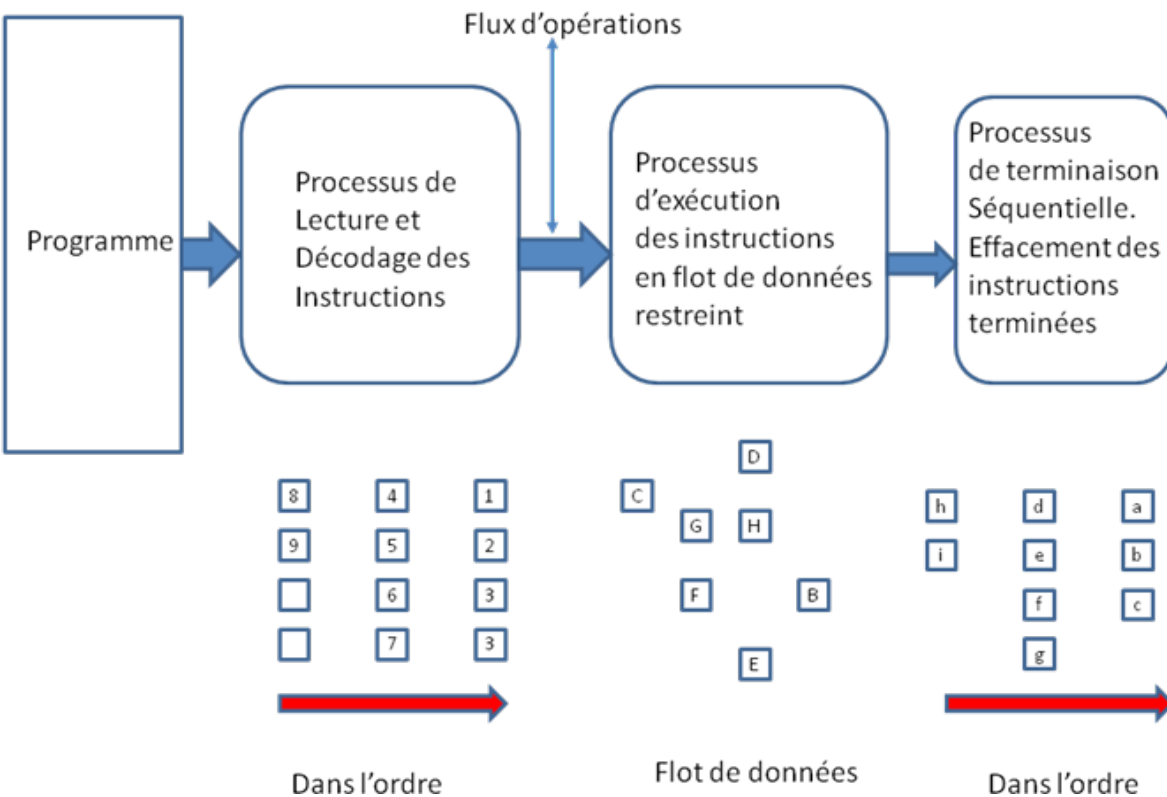 Flux d'opérations
Programme
Processus de
Lecture et
Décodage des
Instructions
Processus
d'exécution
des instructions
en flot de données
restreint
Processus
de terminaison
Séquentielle.
Effacement des
instructions
terminées
8 4 1
9 5 2
6 3
7 3
D
C
G H
F B
E
h d a
i e b
f c
g
Dans l'ordre
Flot de données
Dans l'ordre